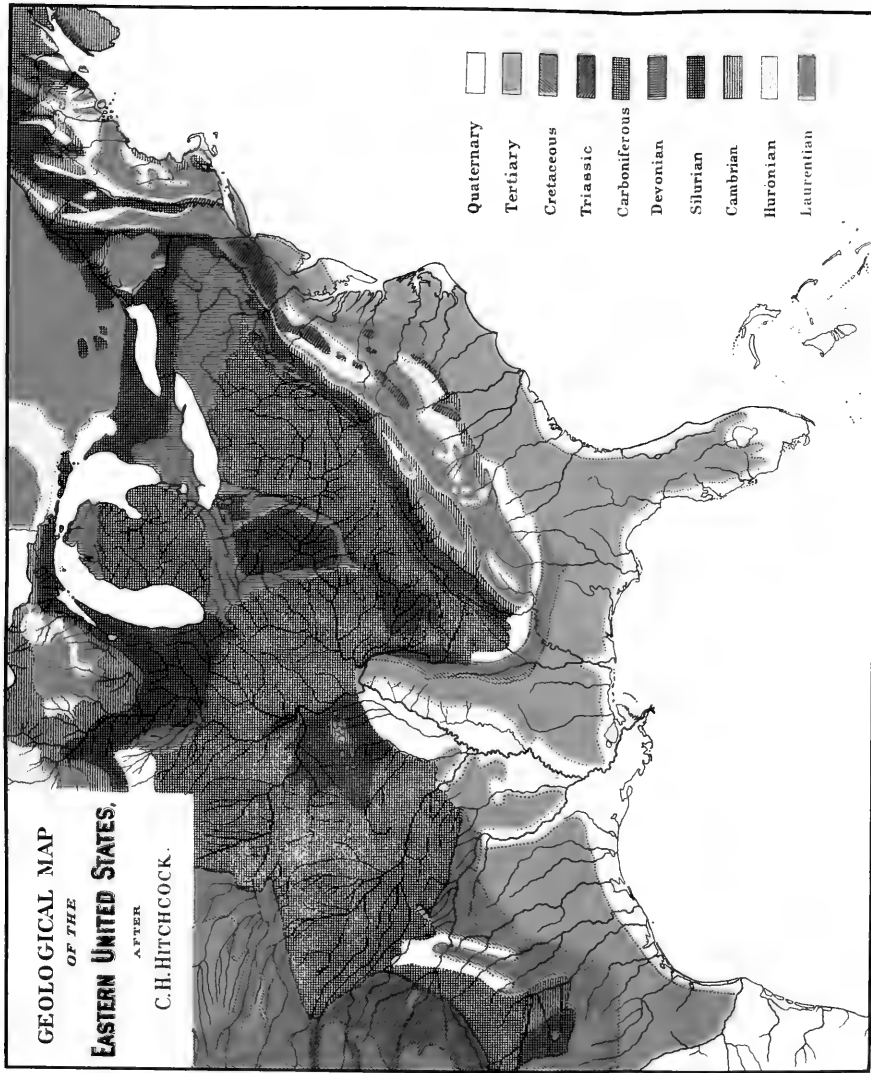 GEOLOGICAL MAP
OF THE
EASTERN UNITED STATES,
AFTER
C.H.HITCHCOCK.
Quaternary
Tertiary
Cretaceous
Triassic
Carboniferous
Devonian
Silurian
Cambrian
Huronian
Laurentian